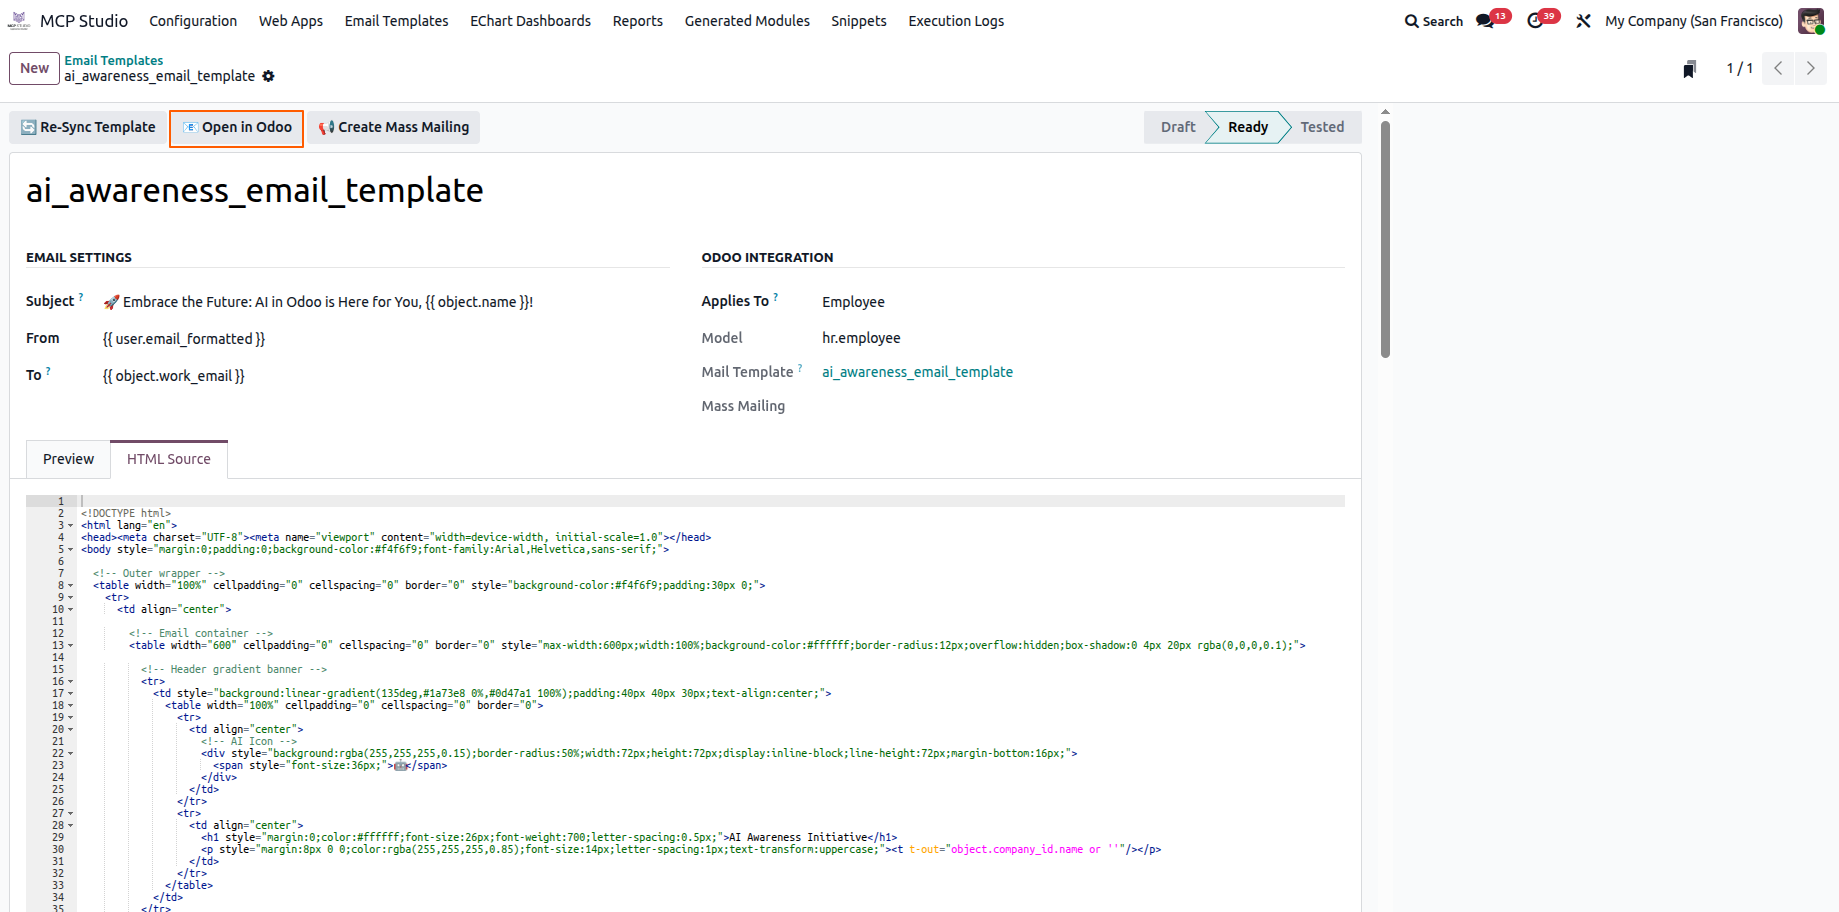 MCP Studio Configuration Web Apps Email Templates EChart Dashboards Reports Generated Modules Snippets Execution Logs Search 13 39 My Company (San Francisco)
New
Email Templates
ai_awareness_email_template
1 / 1
Re-Sync Template Open in Odoo Create Mass Mailing Draft Ready Tested
ai_awareness_email_template
EMAIL SETTINGS
Subject ? 🚀 Embrace the Future: AI in Odoo is Here for You, {{ object.name }}!
From {{ user.email_formatted }}
To ? {{ object.work_email }}
ODOO INTEGRATION
Applies To ? Employee
Model hr.employee
Mail Template ? ai_awareness_email_template
Mass Mailing
Preview HTML Source
1
2 <!DOCTYPE html>
3 <html lang="en">
4 <head><meta charset="UTF-8"><meta name="viewport" content="width=device-width, initial-scale=1.0"></head>
5 <body style="margin:0;padding:0;background-color:#f4f6f9;font-family:Arial,Helvetica,sans-serif;">
6
7 <!-- Outer wrapper -->
8 <table width="100%" cellpadding="0" cellspacing="0" border="0" style="background-color:#f4f6f9;padding:30px 0;">
9 <tr>
10 <td align="center">
11
12 <!-- Email container -->
13 <table width="600" cellpadding="0" cellspacing="0" border="0" style="max-width:600px;width:100%;background-color:#ffffff;border-radius:12px;overflow:hidden;box-shadow:0 4px 20px rgba(0,0,0,0.1);">
14
15 <!-- Header gradient banner -->
16 <tr>
17 <td style="background:linear-gradient(135deg,#1a73e8 0%,#0d47a1 100%);padding:40px 40px 30px;text-align:center;">
18 <table width="100%" cellpadding="0" cellspacing="0" border="0">
19 <tr>
20 <td align="center">
21 <!-- AI Icon -->
22 <div style="background:rgba(255,255,255,0.15);border-radius:50%;width:72px;height:72px;display:inline-block;line-height:72px;margin-bottom:16px;">
23 <span style="font-size:36px;">🤖</span>
24 </div>
25 </td>
26 </tr>
27 <tr>
28 <td align="center">
29 <h1 style="margin:0;color:#ffffff;font-size:26px;font-weight:700;letter-spacing:0.5px;">AI Awareness Initiative</h1>
30 <p style="margin:8px 0 0;color:rgba(255,255,255,0.85);font-size:14px;letter-spacing:1px;text-transform:uppercase;"><t t-out="object.company_id.name or ''"/></p>
31 </td>
32 </tr>
33 </table>
34 </td>
35 </tr>